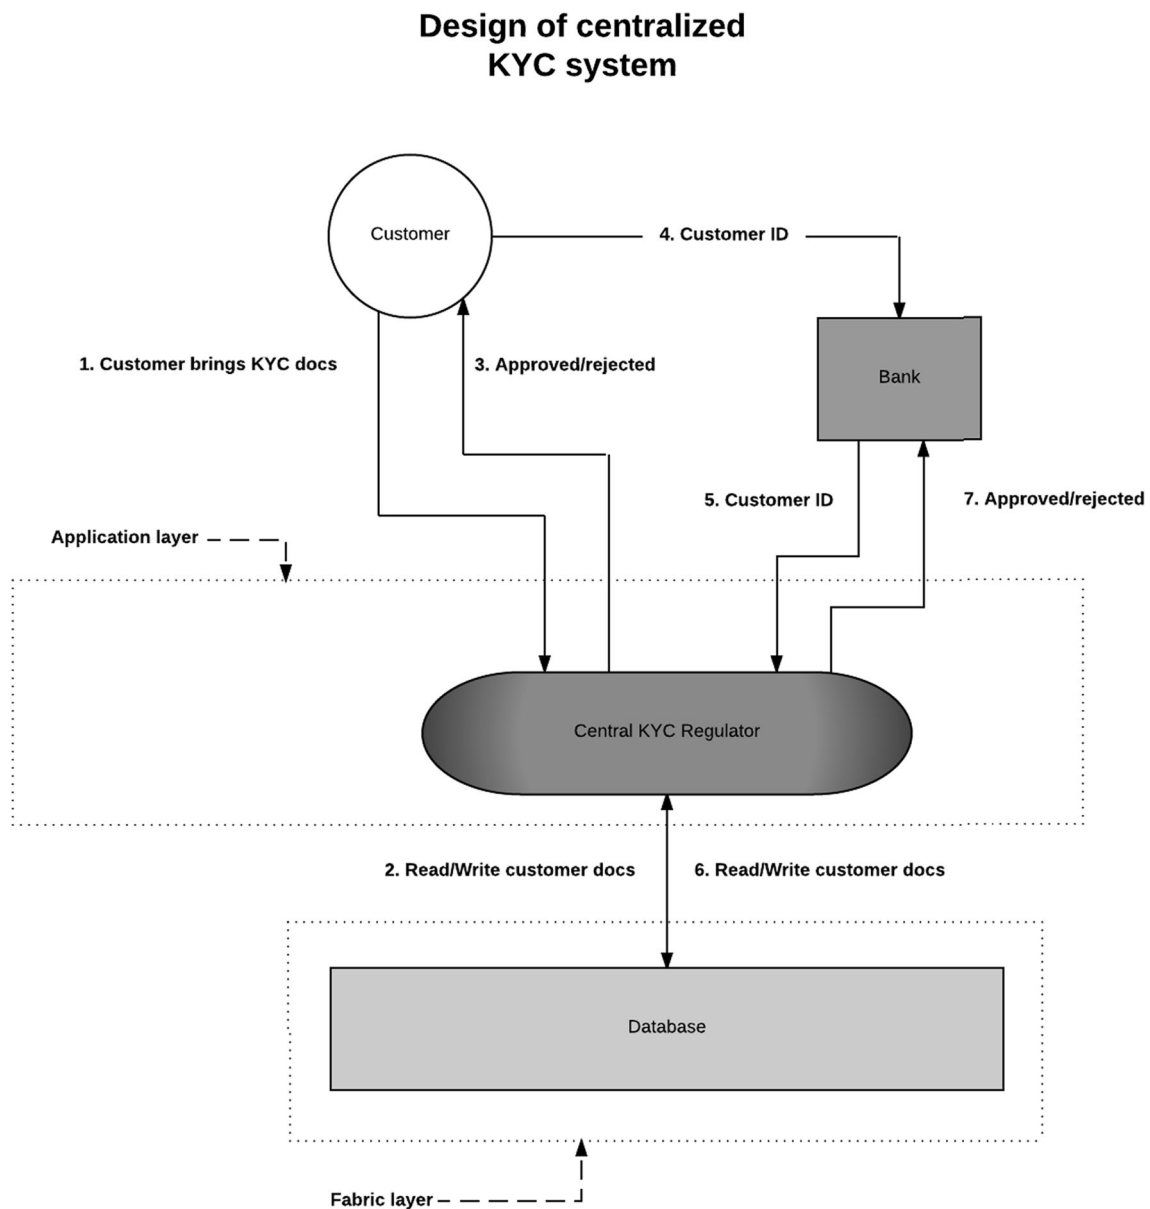 Design of centralized
KYC system
Customer
4. Customer ID
1. Customer brings KYC docs
3. Approved/rejected
Bank
5. Customer ID
7. Approved/rejected
Application layer
Central KYC Regulator
2. Read/Write customer docs
6. Read/Write customer docs
Database
Fabric layer